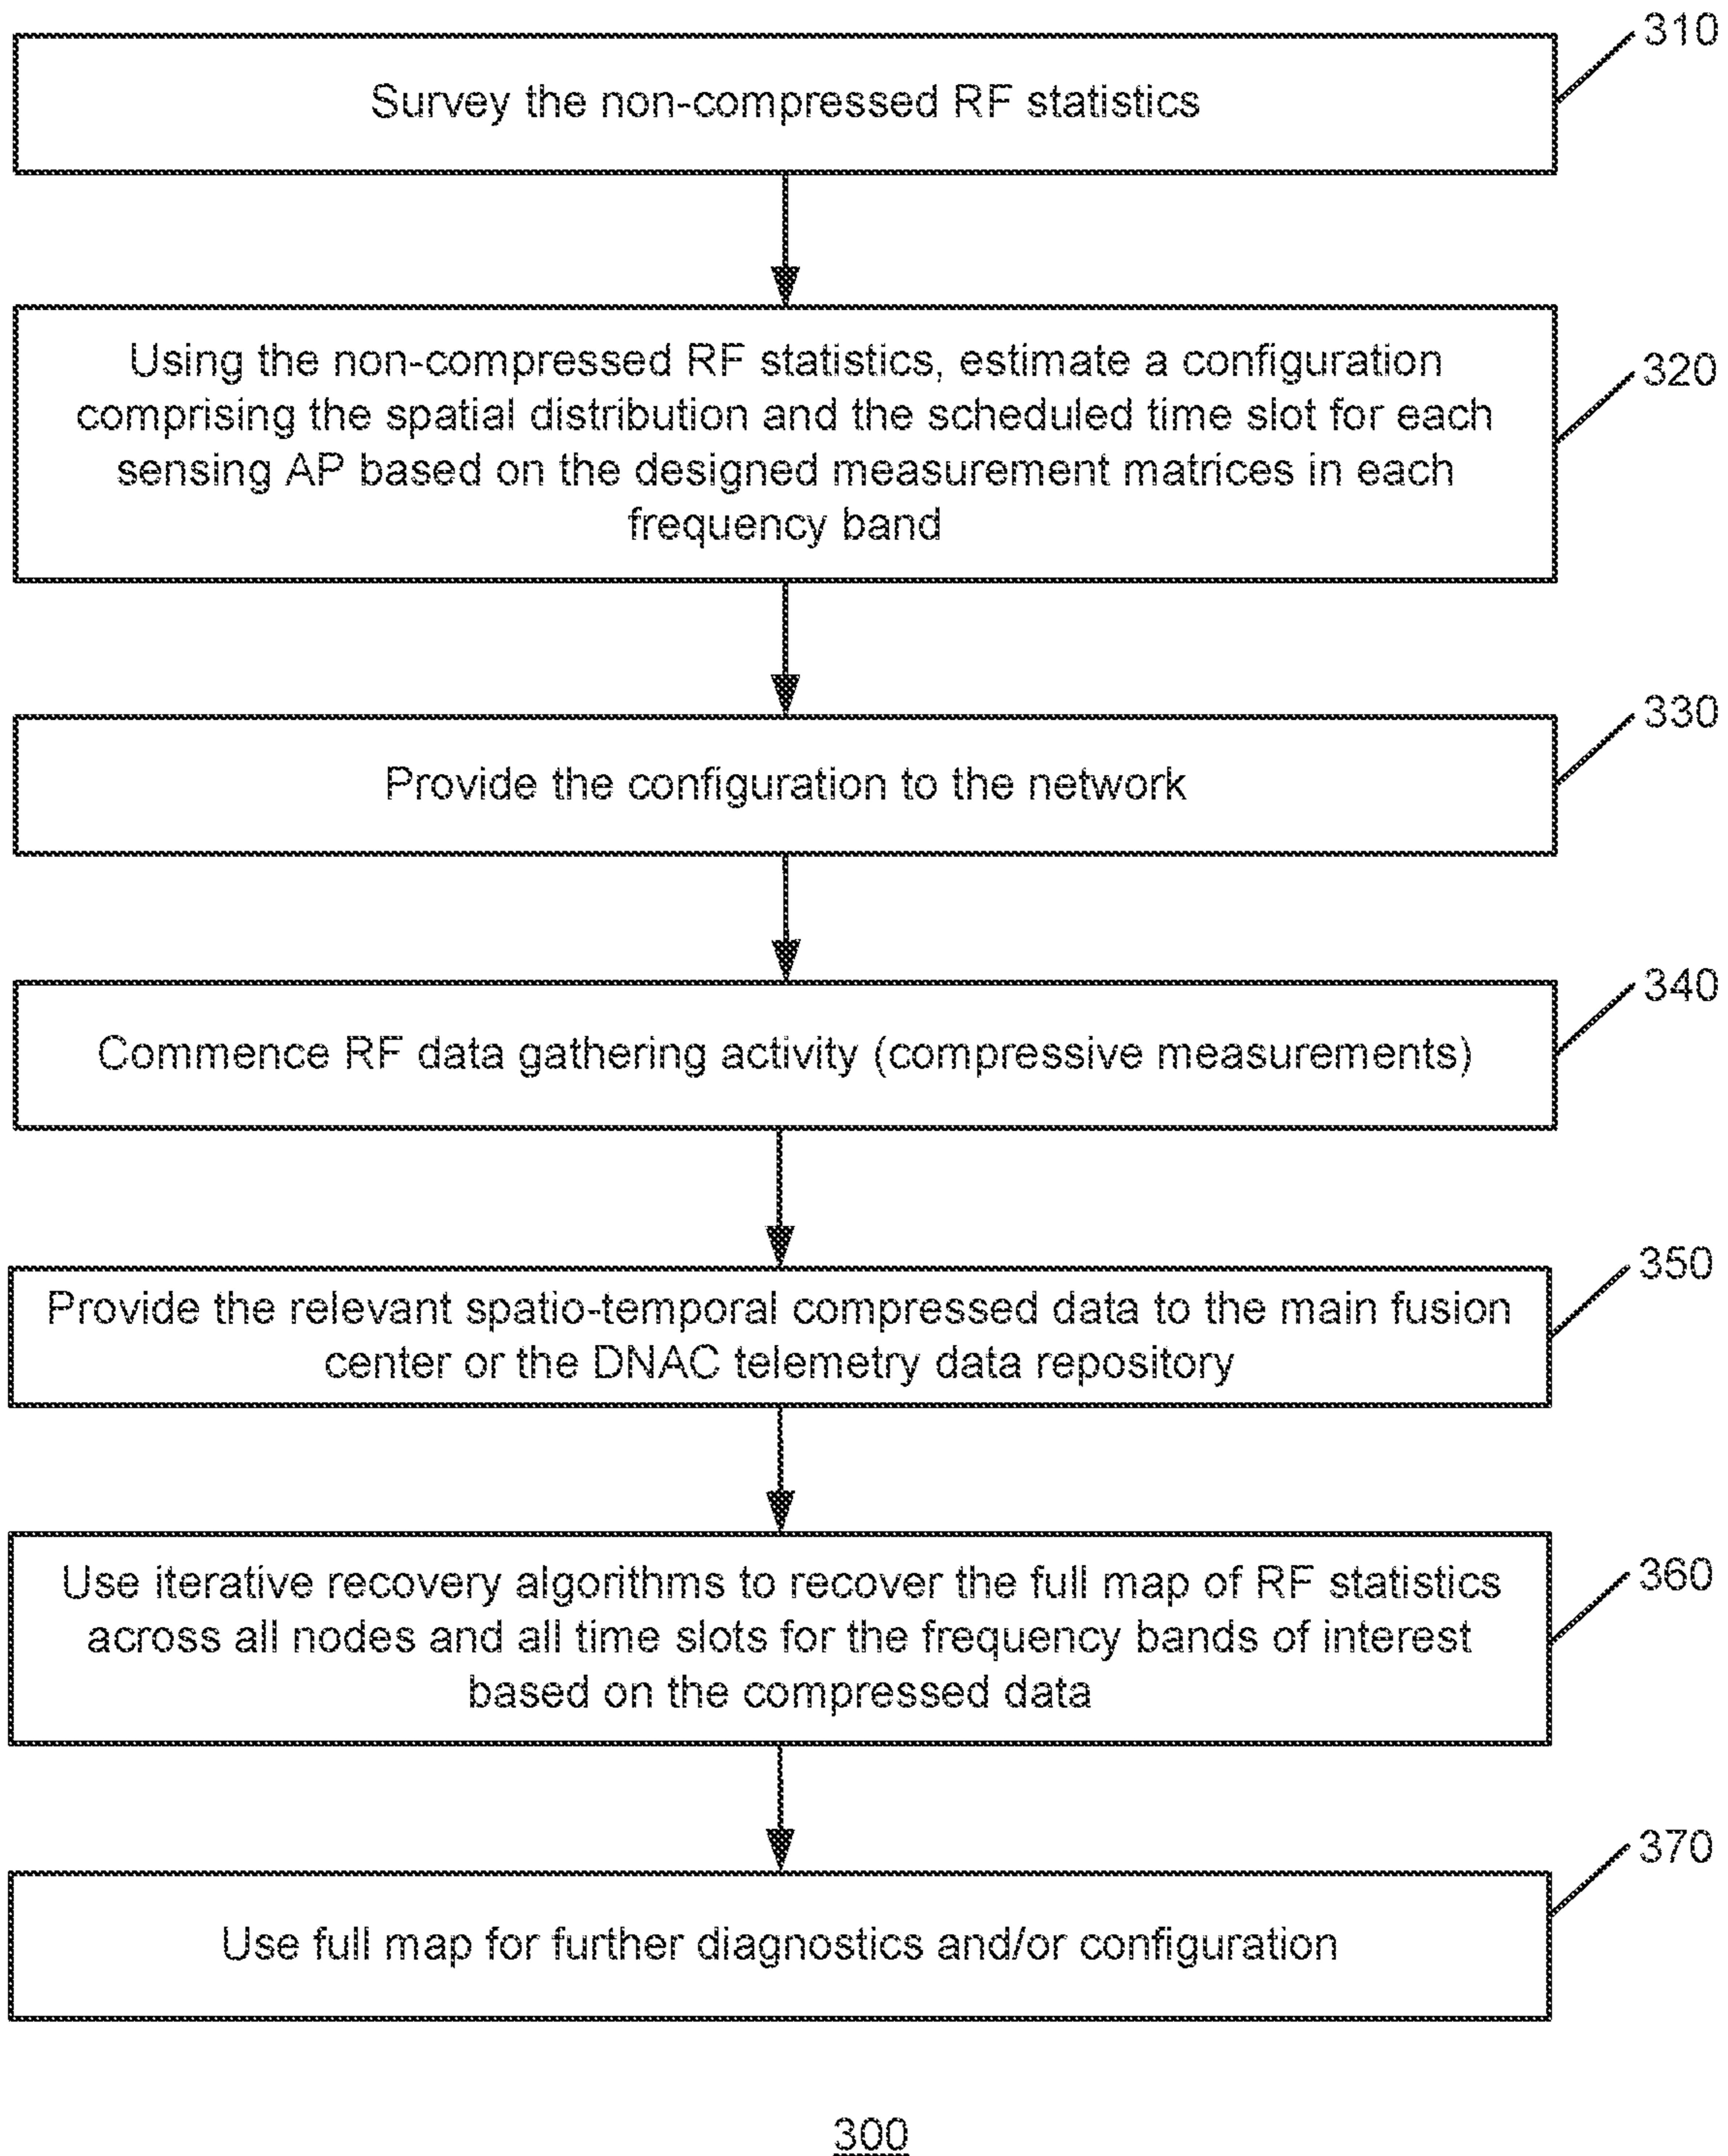 310
Survey the non-compressed RF statistics
Using the non-compressed RF statistics, estimate a configuration
comprising the spatial distribution and the scheduled time slot for each
sensing AP based on the designed measurement matrices in each
frequency band
320
Provide the configuration to the network
330
Commence RF data gathering activity (compressive measurements)
340
Provide the relevant spatio-temporal compressed data to the main fusion
center or the DNAC telemetry data repository
350
Use iterative recovery algorithms to recover the full map of RF statistics
across all nodes and all time slots for the frequency bands of interest
based on the compressed data
360
Use full map for further diagnostics and/or configuration
370
300